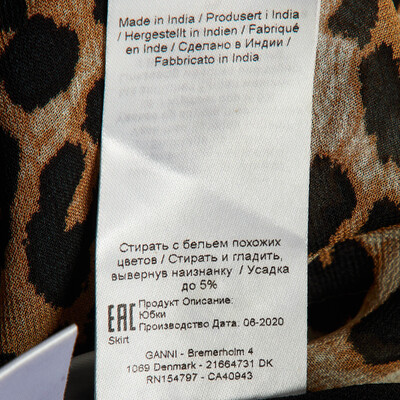 Made in India / Produsert i India
/ Hergestellt in Indien / Fabriqué
en Inde / Сделано в Индии /
Fabbricato in India
Стирать с бельем похожих
цветов / Стирать и гладить,
вывернув наизнанку / Усадка
до 5%
EAC
Продукт Описание:
Юбки
Производство Дата: 06-2020
Skirt
GANNI - Bremerholm 4
1069 Denmark - 21664731 DK
RN154797 - CA40943